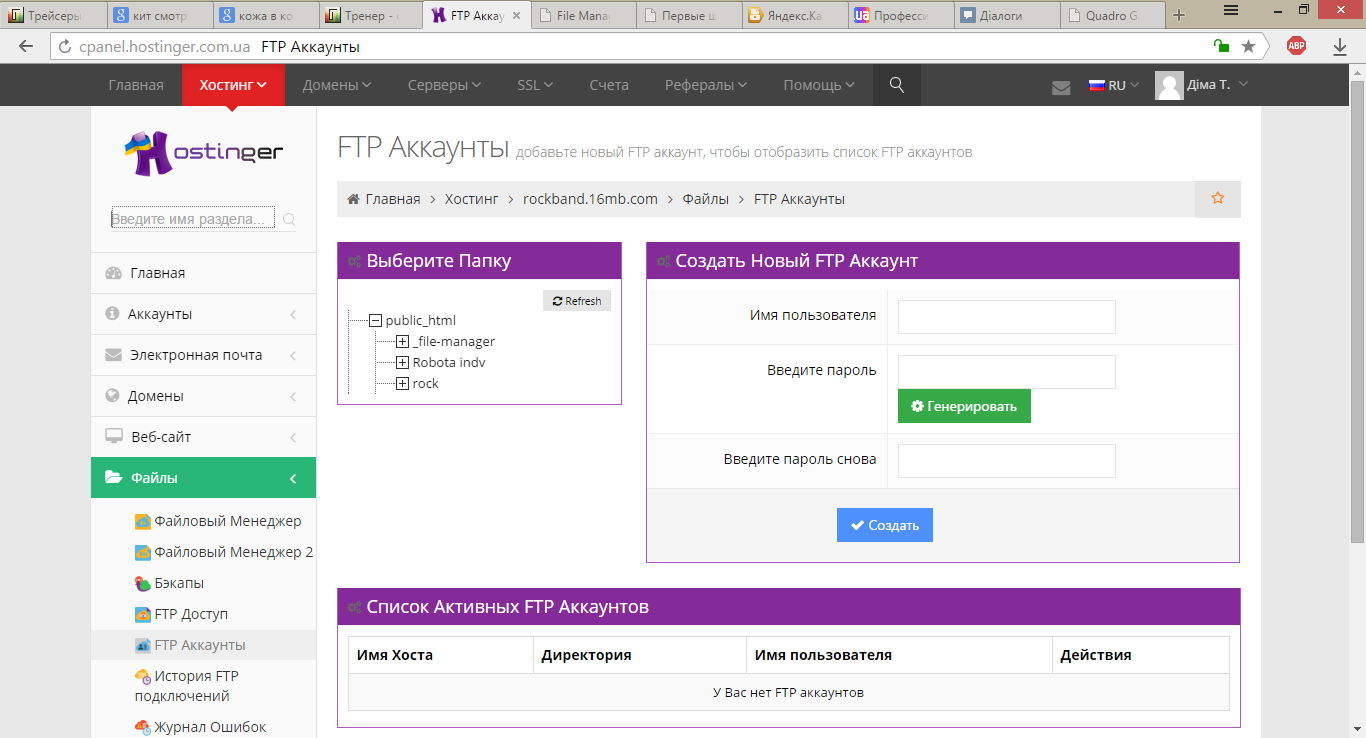 Трейсеры
кит смотр
кожа в ко
Тренер - 
FTP Аккау
File Mana
Первые ш
Яндекс.Ка
Професси
Діалоги
Quadro G
cpanel.hostinger.com.ua FTP Аккаунты
ABP
Главная Хостинг Домены Серверы SSL Счета Рефералы Помощь RU Діма Т.
Hostinger
Введите имя раздела...
Главная
Аккаунты
Электронная почта
Домены
Веб-сайт
Файлы
Файловый Менеджер
Файловый Менеджер 2
Бэкапы
FTP Доступ
FTP Аккаунты
История FTP
подключений
Журнал Ошибок
FTP Аккаунты добавьте новый FTP аккаунт, чтобы отобразить список FTP аккаунтов
Главная > Хостинг > rockband.16mb.com > Файлы > FTP Аккаунты
Выберите Папку
Refresh
public_html
_file-manager
Robota indv
rock
Создать Новый FTP Аккаунт
Имя пользователя
Введите пароль
Генерировать
Введите пароль снова
Создать
Список Активных FTP Аккаунтов
Имя Хоста Директория Имя пользователя Действия
У Вас нет FTP аккаунтов